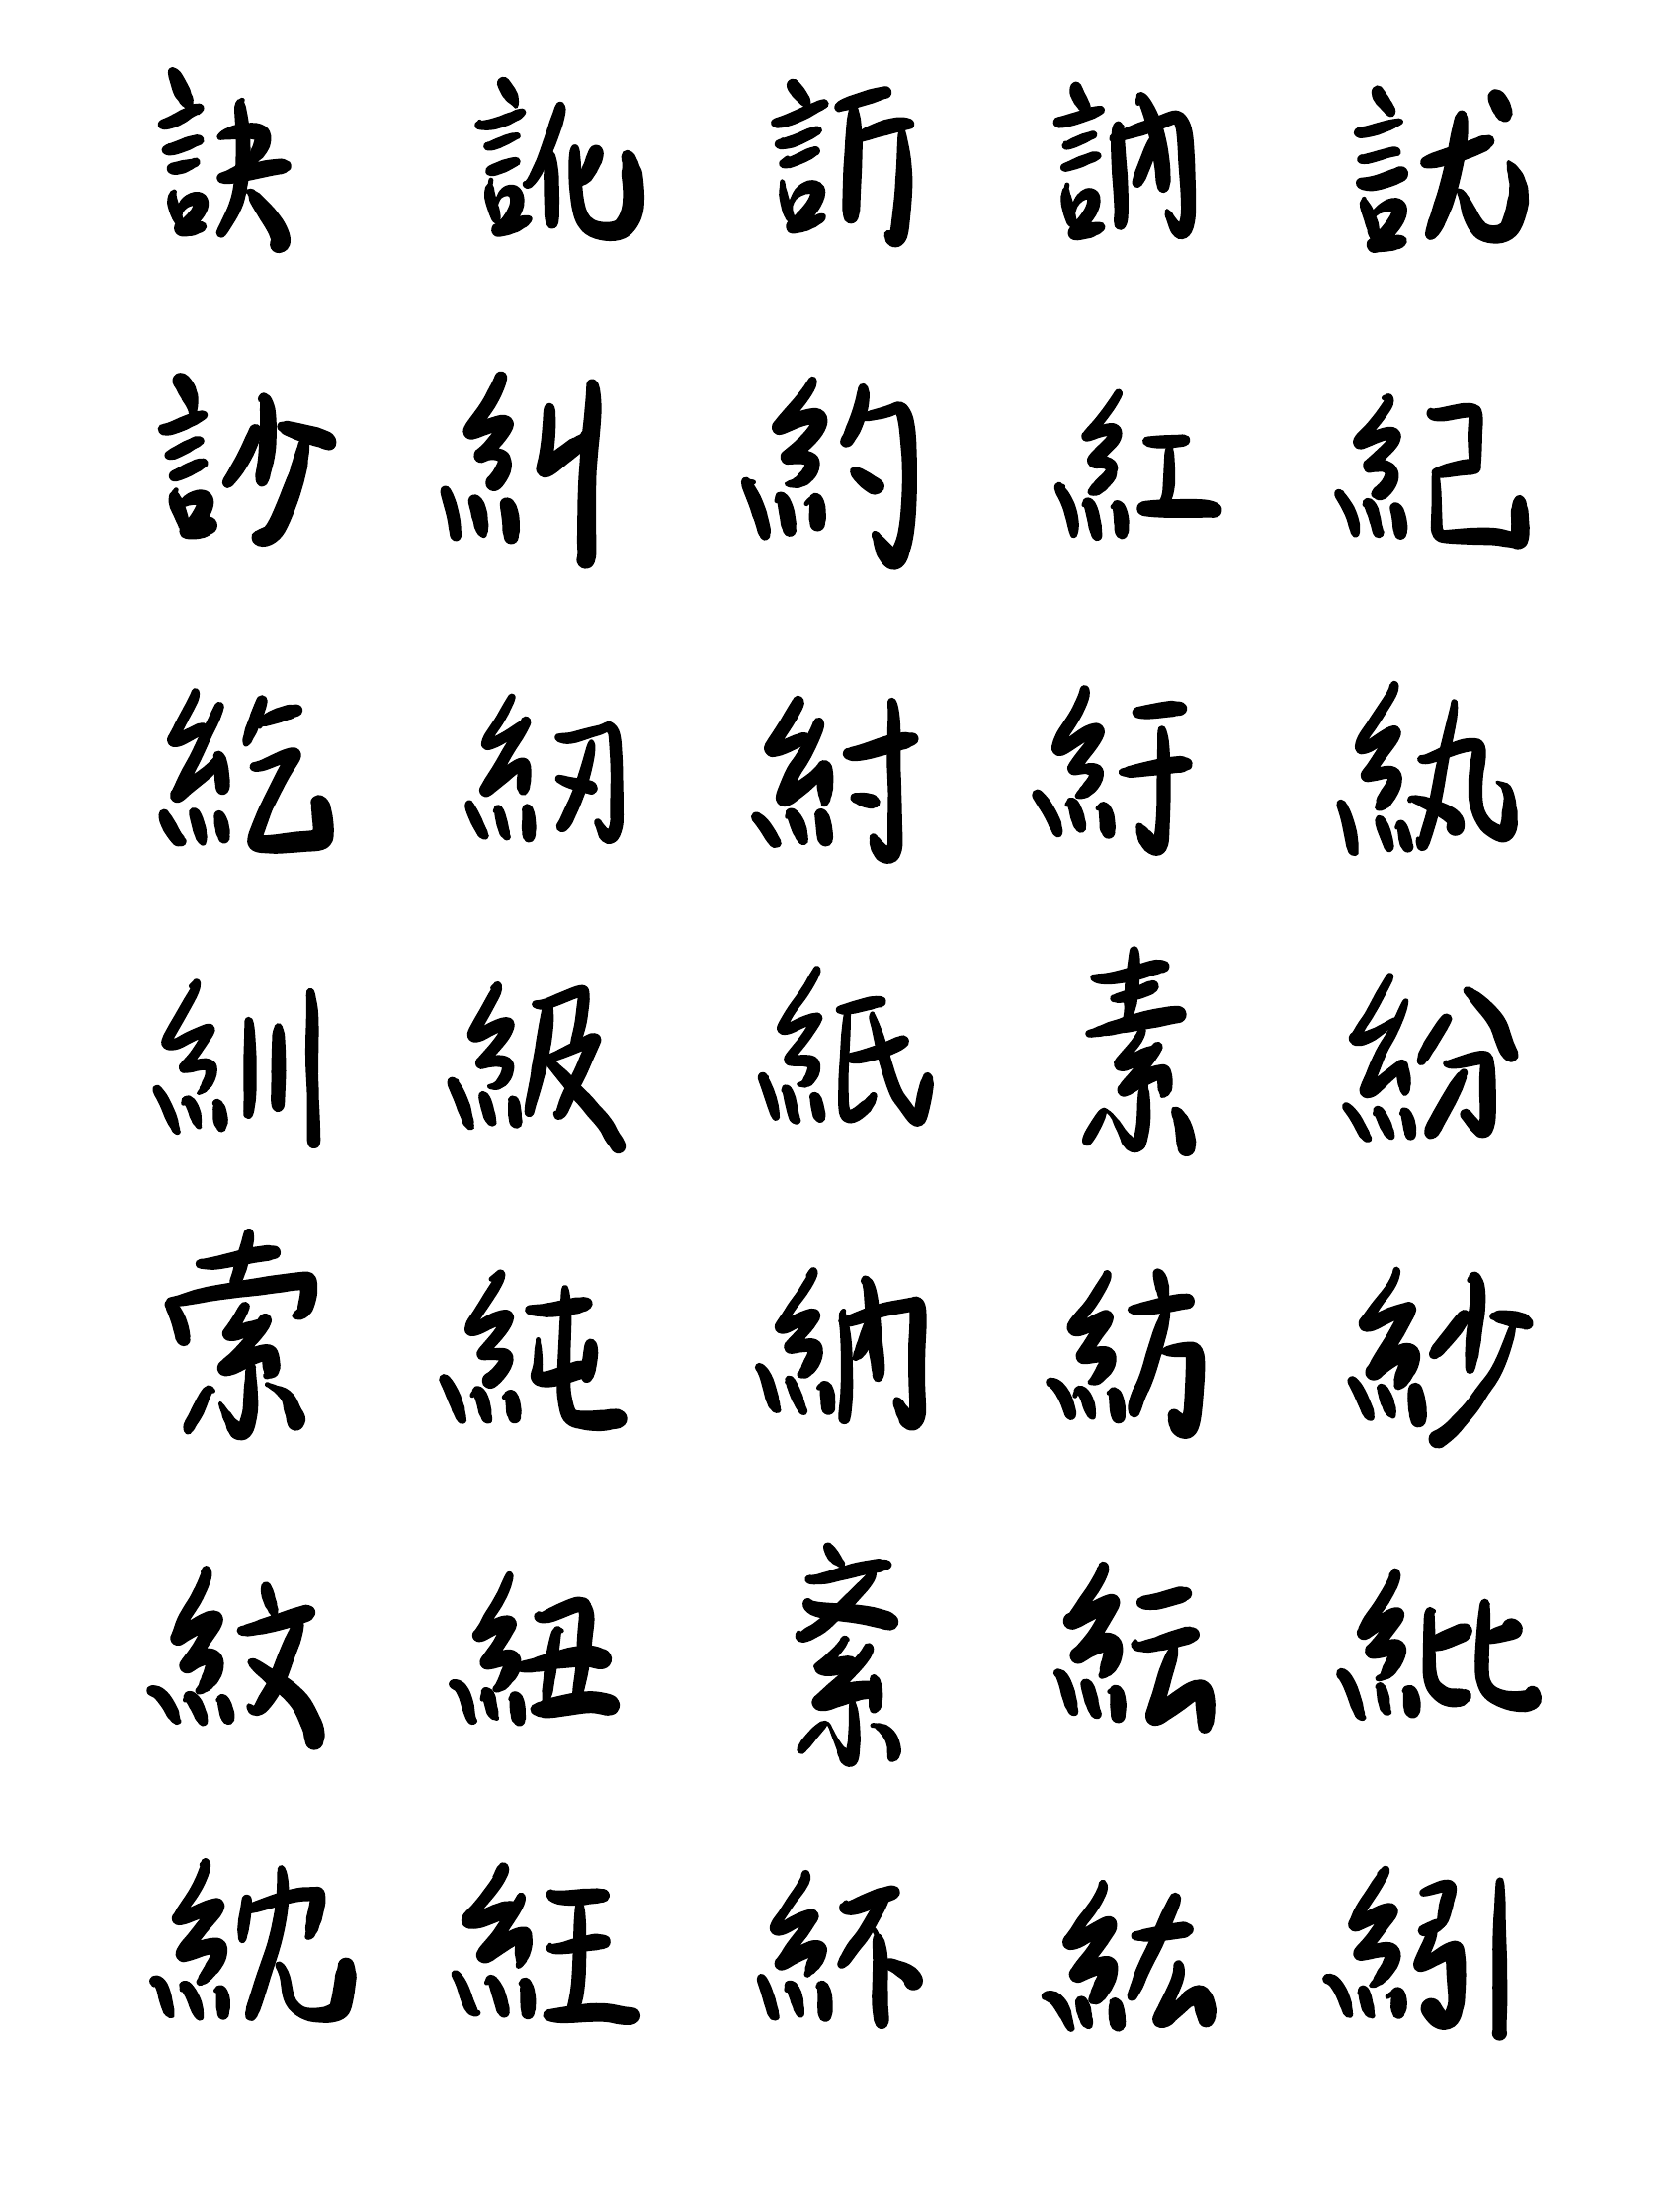 訣 訛 訥 訧
訬 糾 約 紅 紀
紇 紉 紂 紆 紈
紃 級 紙 素 紛
索 純 納 紡 紗
紋 紐 紊 紜 紕
紞 紝 紑 紘 紖